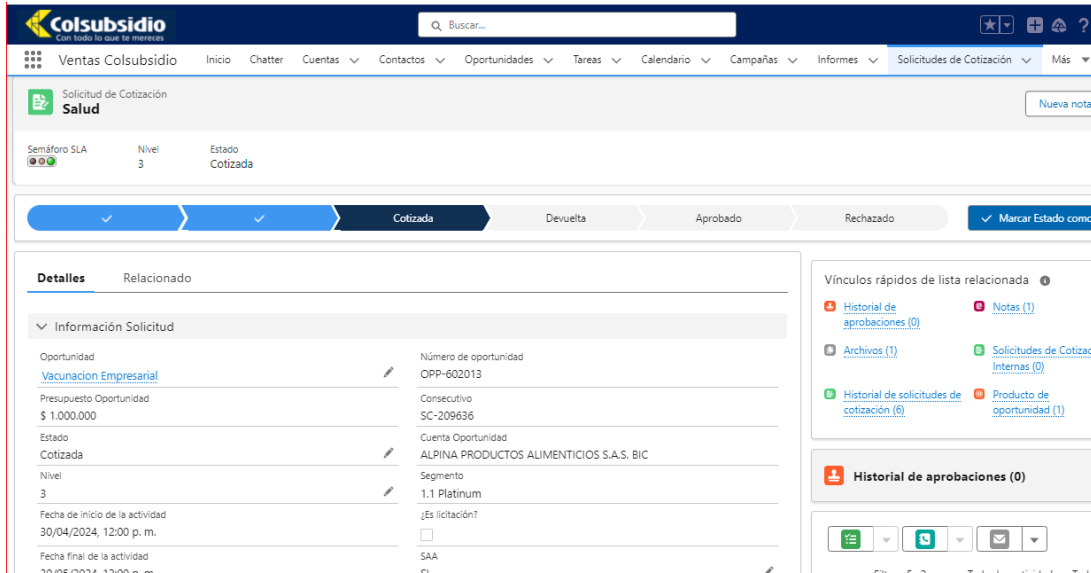 Colsubsidio
Con todo lo que te mereces
Buscar...
Ventas Colsubsidio Inicio Chatter Cuentas Contactos Oportunidades Tareas Calendario Campañas Informes Solicitudes de Cotización Más
Solicitud de Cotización
Salud
Nueva nota
Semáforo SLA Nivel Estado
3 Cotizada
Cotizada Devuelta Aprobado Rechazado Marcar Estado como
Detalles Relacionado
Información Solicitud
Oportunidad Número de oportunidad
Vacunacion Empresarial OPP-602013
Presupuesto Oportunidad Consecutivo
$ 1.000.000 SC-209636
Estado Cuenta Oportunidad
Cotizada ALPINA PRODUCTOS ALIMENTICIOS S.A.S. BIC
Nivel Segmento
3 1.1 Platinum
Fecha de inicio de la actividad ¿Es licitación?
30/04/2024, 12:00 p. m.
Fecha final de la actividad SAA
30/05/2024, 12:00 p. m. SI
Vínculos rápidos de lista relacionada
Historial de aprobaciones (0) Notas (1)
Archivos (1) Solicitudes de Cotizac
Internas (0)
Historial de solicitudes de
cotización (6) Producto de
oportunidad (1)
Historial de aprobaciones (0)